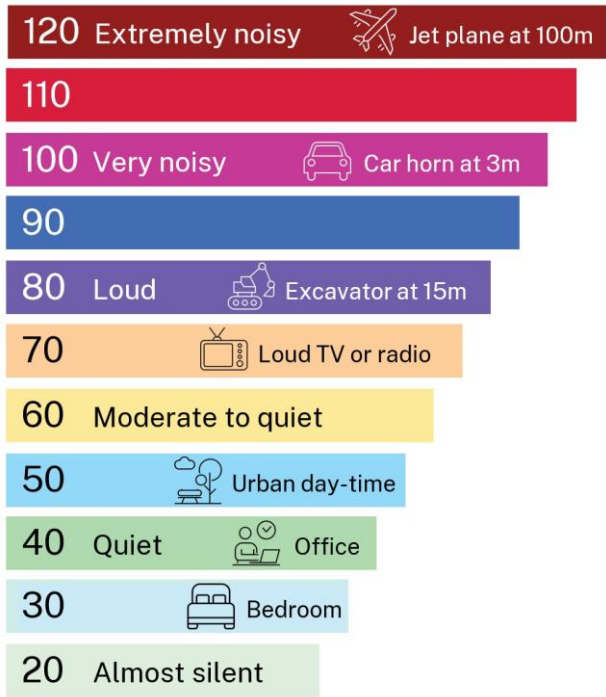 120 Extremely noisy Jet plane at 100m
110
100 Very noisy Car horn at 3m
90
80 Loud Excavator at 15m
70 Loud TV or radio
60 Moderate to quiet
50 Urban day-time
40 Quiet Office
30 Bedroom
20 Almost silent